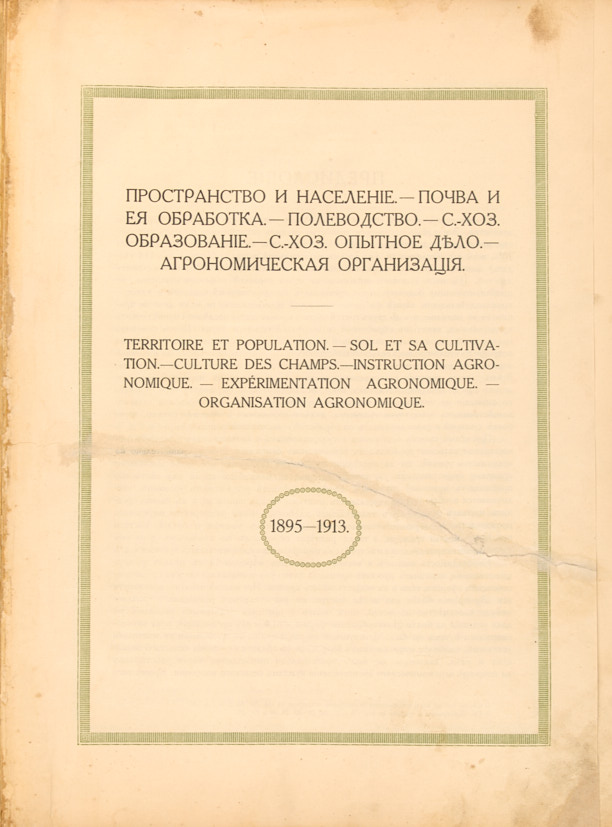 ПРОСТРАНСТВО И НАСЕЛЕНІЕ.—ПОЧВА И
ЕЯ ОБРАБОТКА.—ПОЛЕВОДСТВО.—С.-ХОЗ.
ОБРАЗОВАНІЕ.—С.-ХОЗ. ОПЫТНОЕ ДѢЛО.—
АГРОНОМИЧЕСКАЯ ОРГАНИЗАЦІЯ.
TERRITOIRE ET POPULATION.—SOL ET SA CULTIVA-
TION.—CULTURE DES CHAMPS.—INSTRUCTION AGRO-
NOMIQUE. — EXPÉRIMENTATION AGRONOMIQUE. —
ORGANISATION AGRONOMIQUE.
1895—1913.